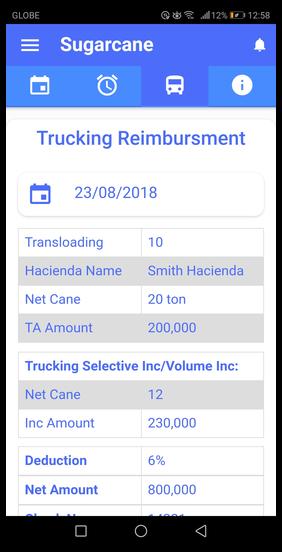 GLOBE 12% 12:58
Sugarcane
Trucking Reimbursment
23/08/2018
Transloading 10
Hacienda Name Smith Hacienda
Net Cane 20 ton
TA Amount 200,000
Trucking Selective Inc/Volume Inc:
Net Cane 12
Inc Amount 230,000
Deduction 6%
Net Amount 800,000